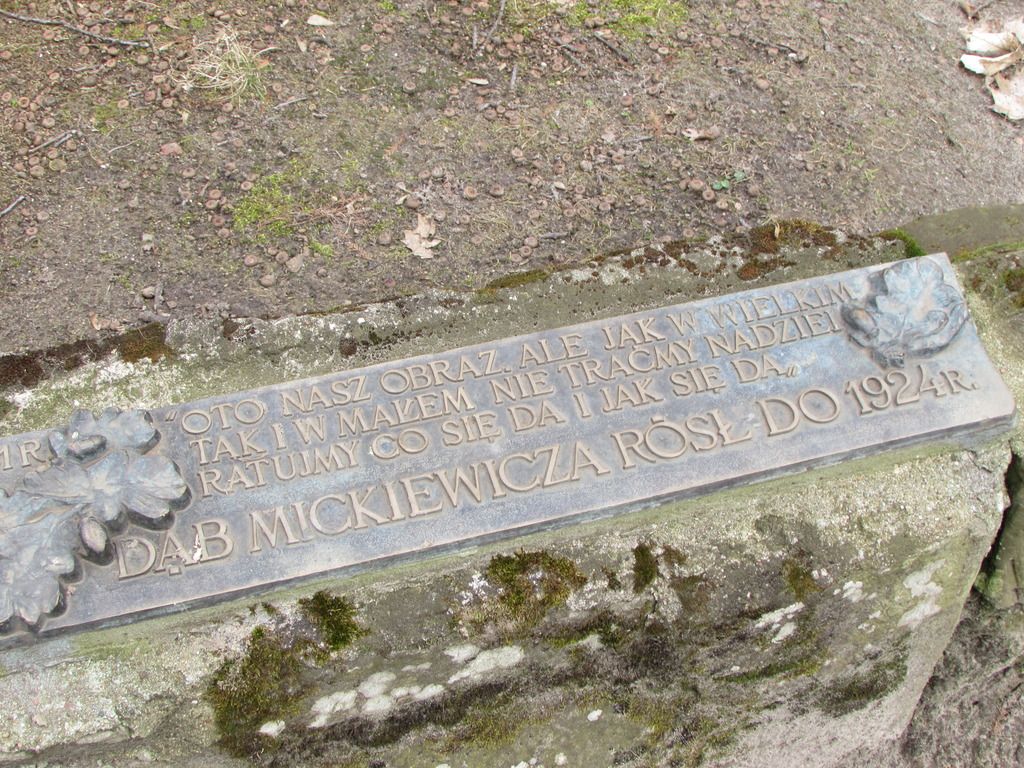 "OTO NASZ OBRAZ. ALE JAK W WIELKIM
TAK I W MAŁEM NIE TRAĆMY NADZIEI
RATUJMY CO SIĘ DA I JAK SIĘ DA„
DĄB MICKIEWICZA RÓSŁ DO 1924 R.